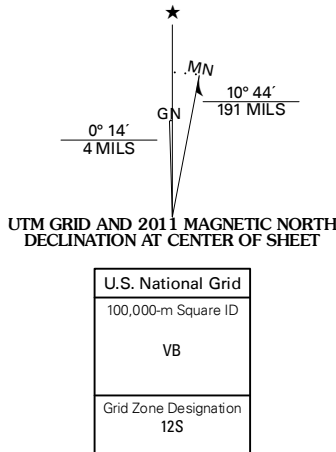 MN
GN
0° 14´
4 MILS
10° 44´
191 MILS
UTM GRID AND 2011 MAGNETIC NORTH
DECLINATION AT CENTER OF SHEET
U.S. National Grid
100,000-m Square ID
VB
Grid Zone Designation
12S